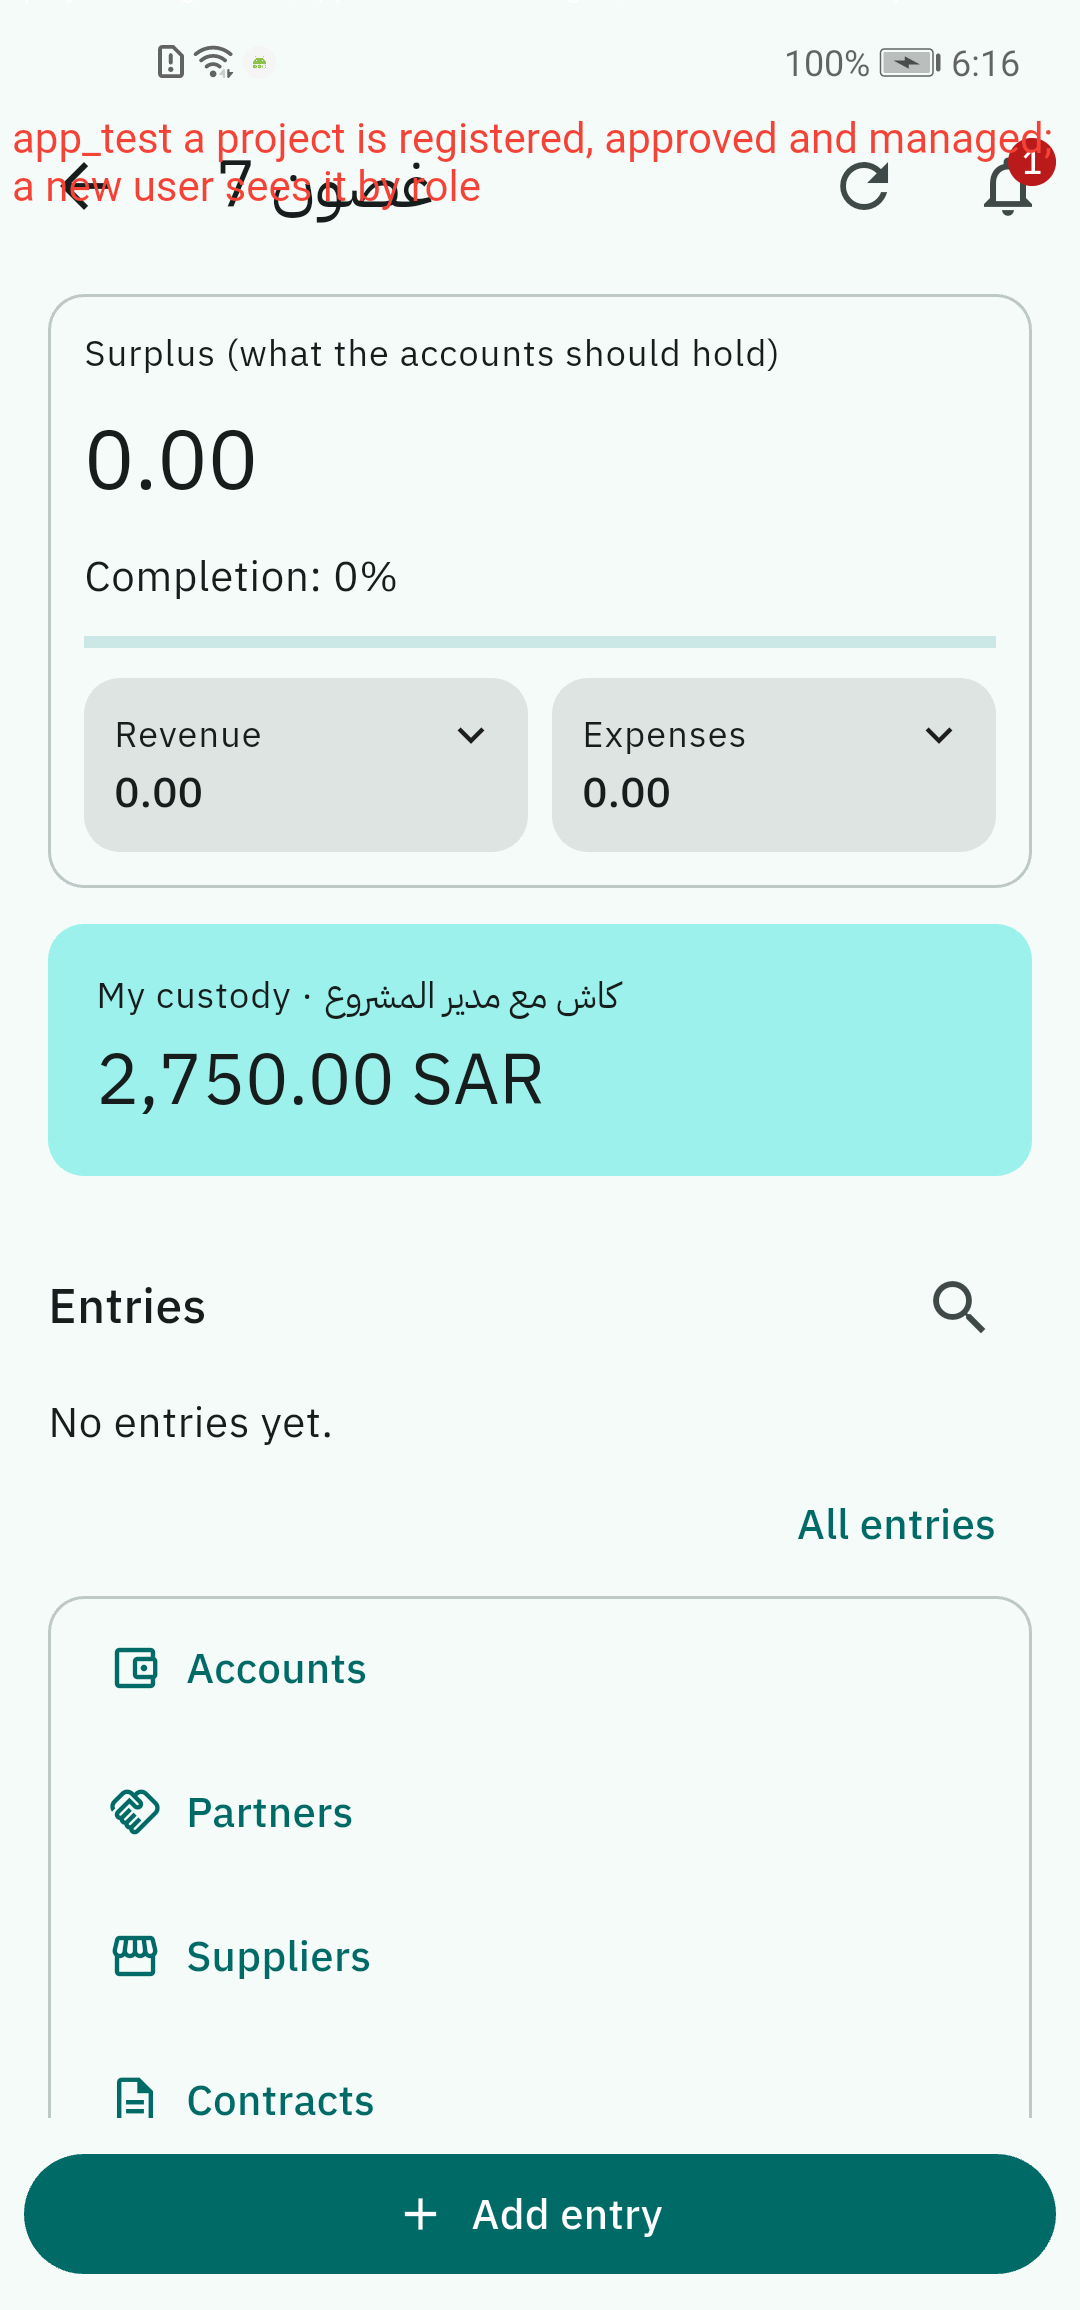 100% 6:16
app_test a project is registered, approved and managed;
a new user sees it by role
غصون 7
1
Surplus (what the accounts should hold)
0.00
Completion: 0%
Revenue
0.00
Expenses
0.00
My custody · كاش مع مدير المشروع
2,750.00 SAR
Entries
No entries yet.
All entries
Accounts
Partners
Suppliers
Contracts
+ Add entry